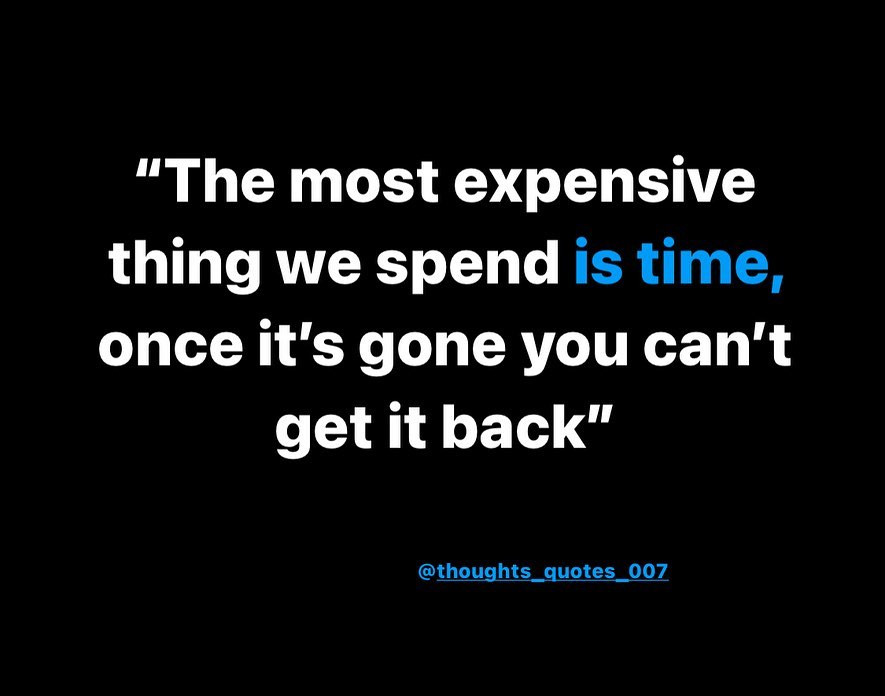 “The most expensive
thing we spend is time,
once it’s gone you can’t
get it back”
@thoughts_quotes_007